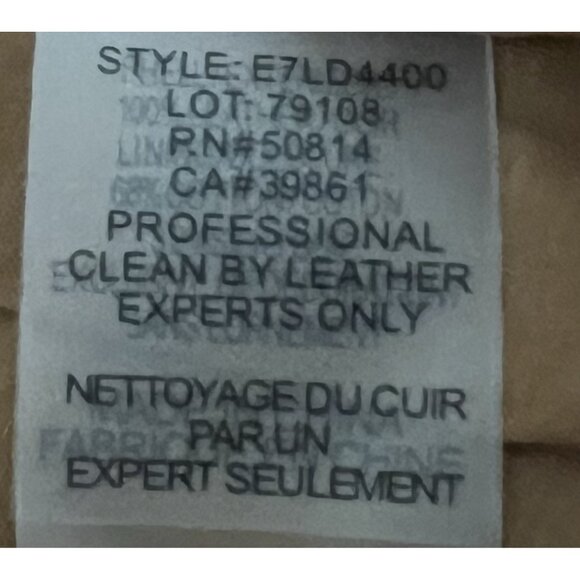 STYLE: E7LD4400
LOT: 79108
RN#50814
CA#39861
PROFESSIONAL
CLEAN BY LEATHER
EXPERTS ONLY
NETTOYAGE DU CUIR
PAR UN
EXPERT SEULEMENT